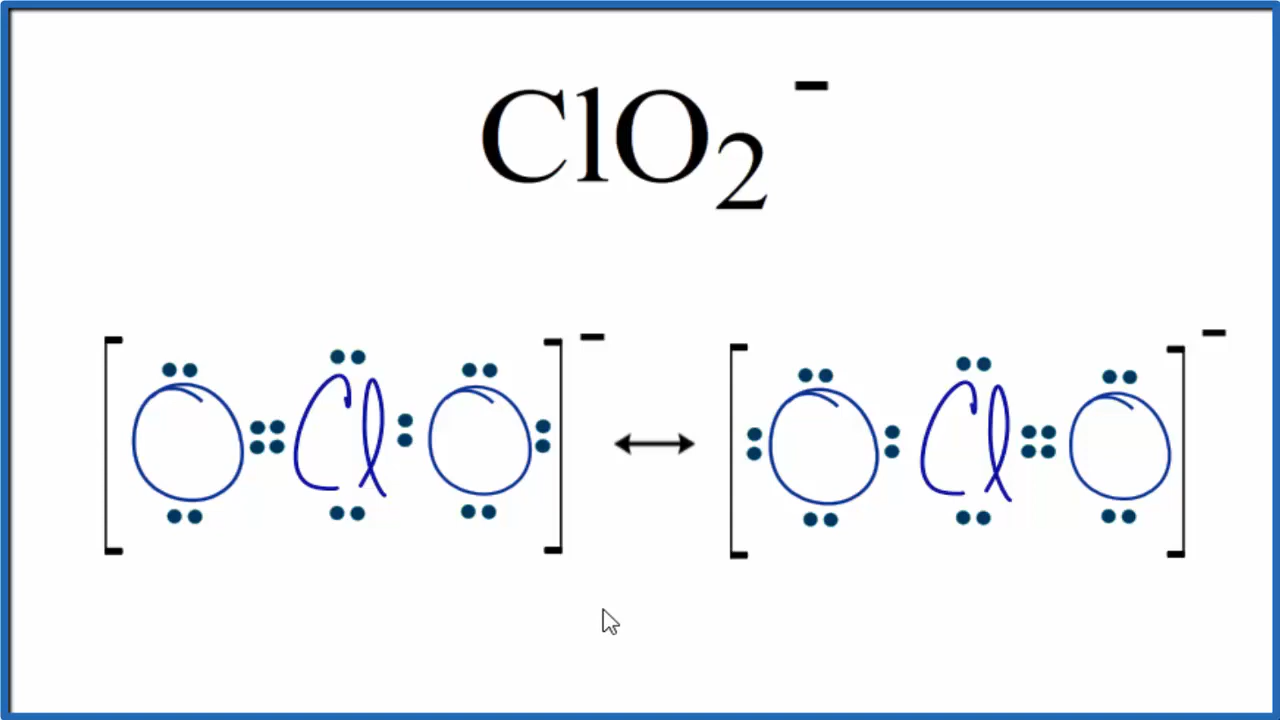 ClO₂⁻
[O Cl O]⁻ ↔ [O Cl O]⁻